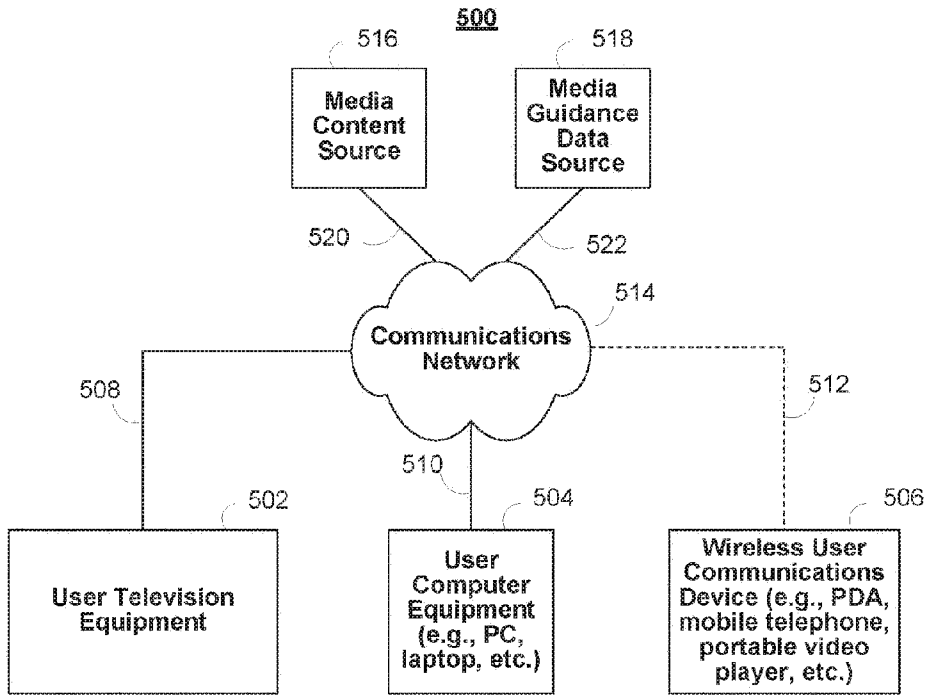 500
516
518
Media
Content
Source
Media
Guidance
Data
Source
520
522
514
Communications
Network
508
512
510
502
504
506
User Television
Equipment
User
Computer
Equipment
(e.g., PC,
laptop, etc.)
Wireless User
Communications
Device (e.g., PDA,
mobile telephone,
portable video
player, etc.)